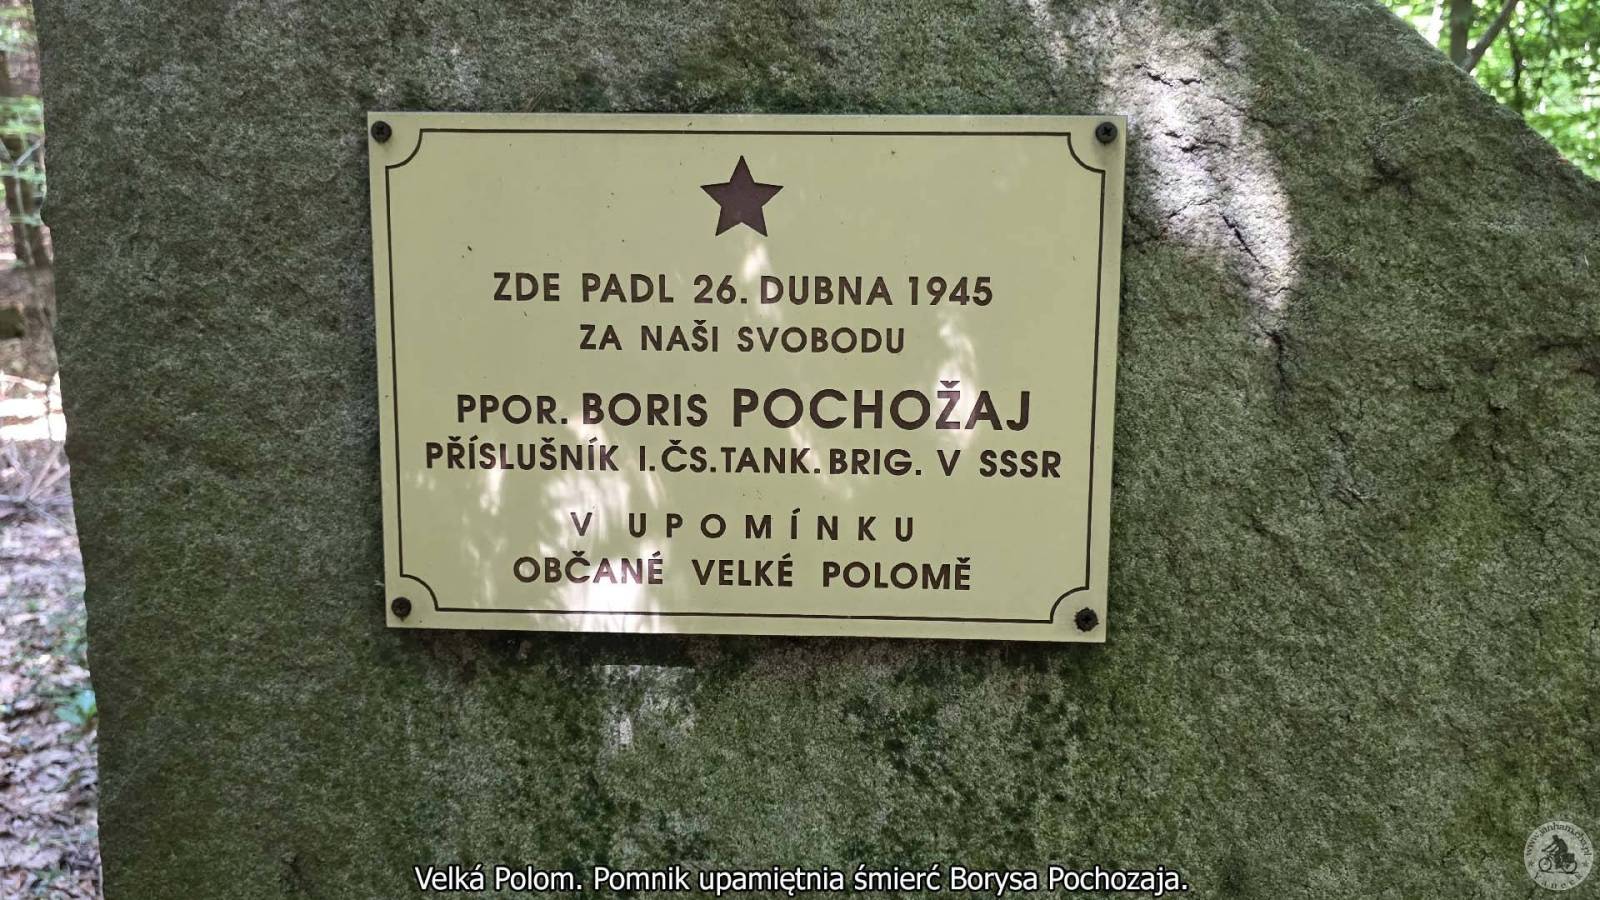 ZDE PADL 26. DUBNA 1945
ZA NAŠI SVOBODU
PPOR. BORIS POCHOŽAJ
PŘÍSLUŠNÍK I.ČS.TANK.BRIG. V SSSR
V UPOMÍNKU
OBČANÉ VELKÉ POLOMĚ
Velká Polom. Pomnik upamiętnia śmierć Borysa Pochozaja.